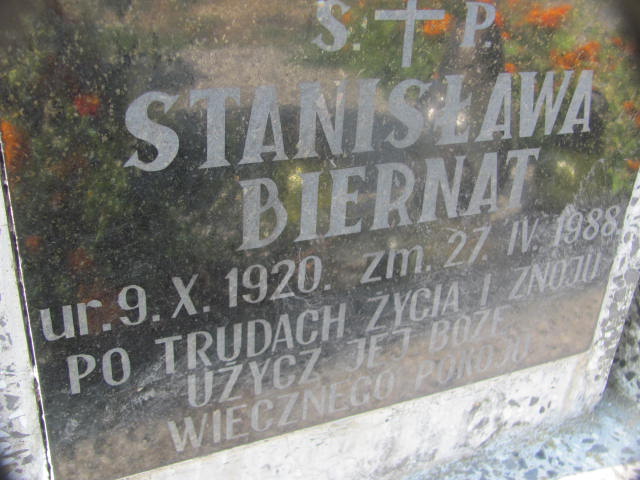 Ś. P.
STANISŁAWA
BIERNAT
ur. 9. X. 1920. zm. 27. IV. 1988.
PO TRUDACH ŻYCIA I ZNOJU
UŻYCZ JEJ BOŻE
WIECZNEGO POKOJU